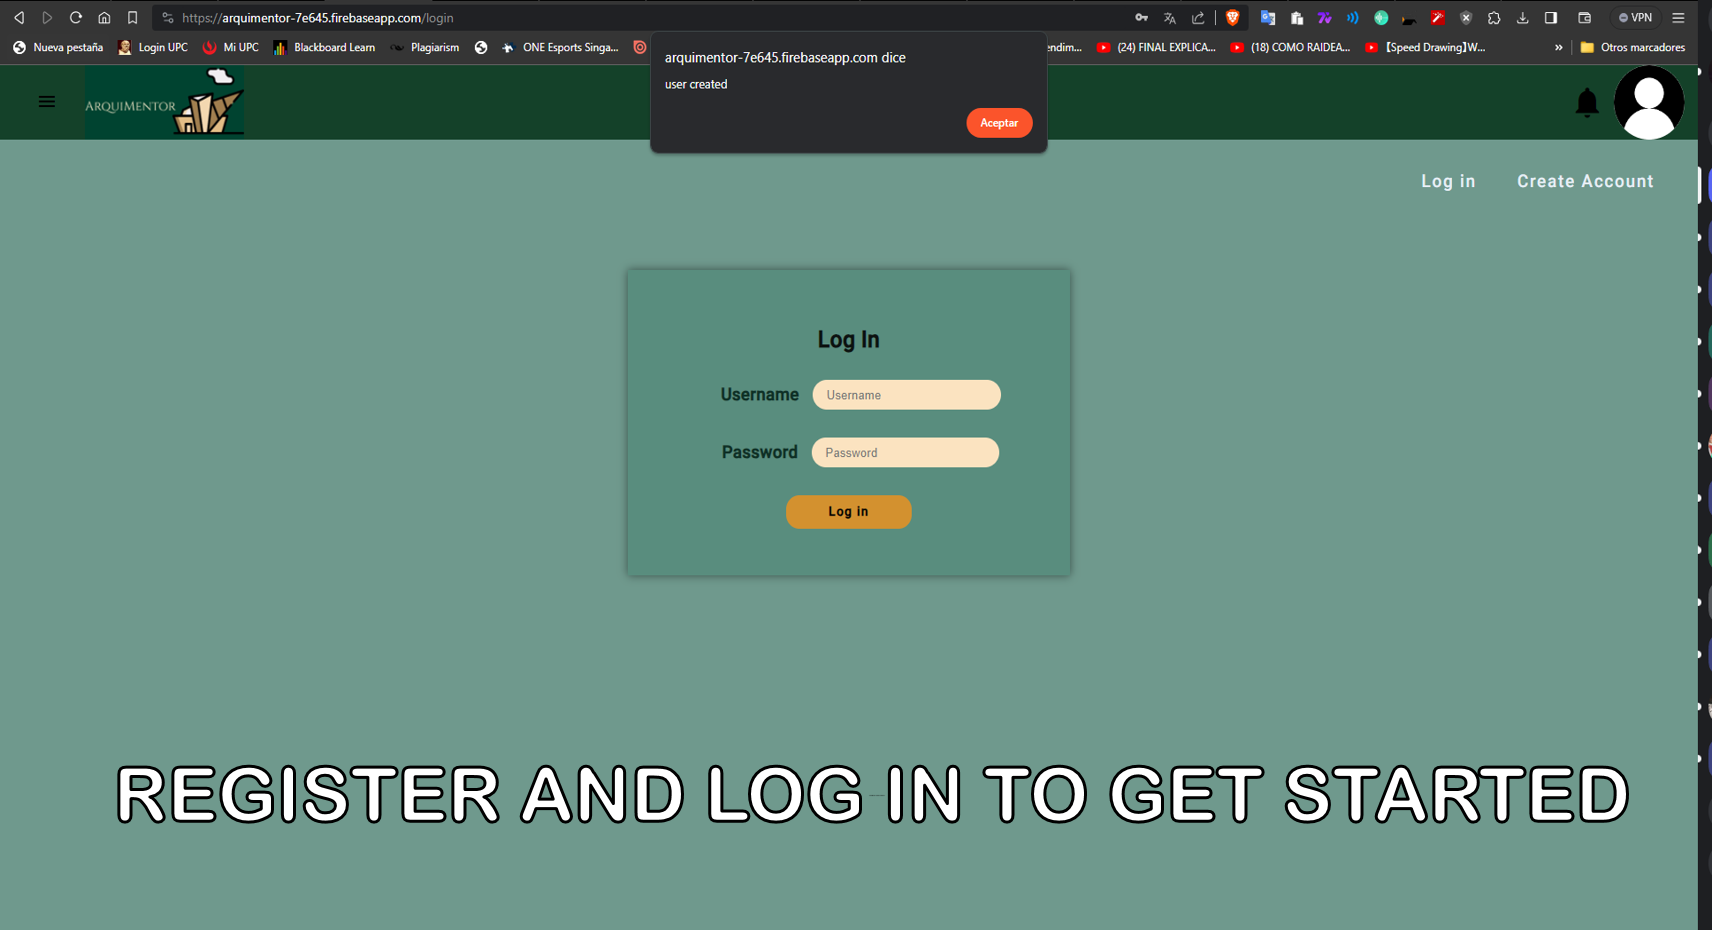 https://arquimentor-7e645.firebaseapp.com/login
VPN
Nueva pestaña
Login UPC
Mi UPC
Blackboard Learn
Plagiarism
ONE Esports Singa...
endim...
(24) FINAL EXPLICA...
(18) COMO RAIDEA...
【Speed Drawing】W...
»
Otros marcadores
arquimentor-7e645.firebaseapp.com dice
user created
Aceptar
ARQUIMENTOR
Log in
Create Account
Log In
Username
Username
Password
Password
Log in
REGISTER AND LOG IN TO GET STARTED